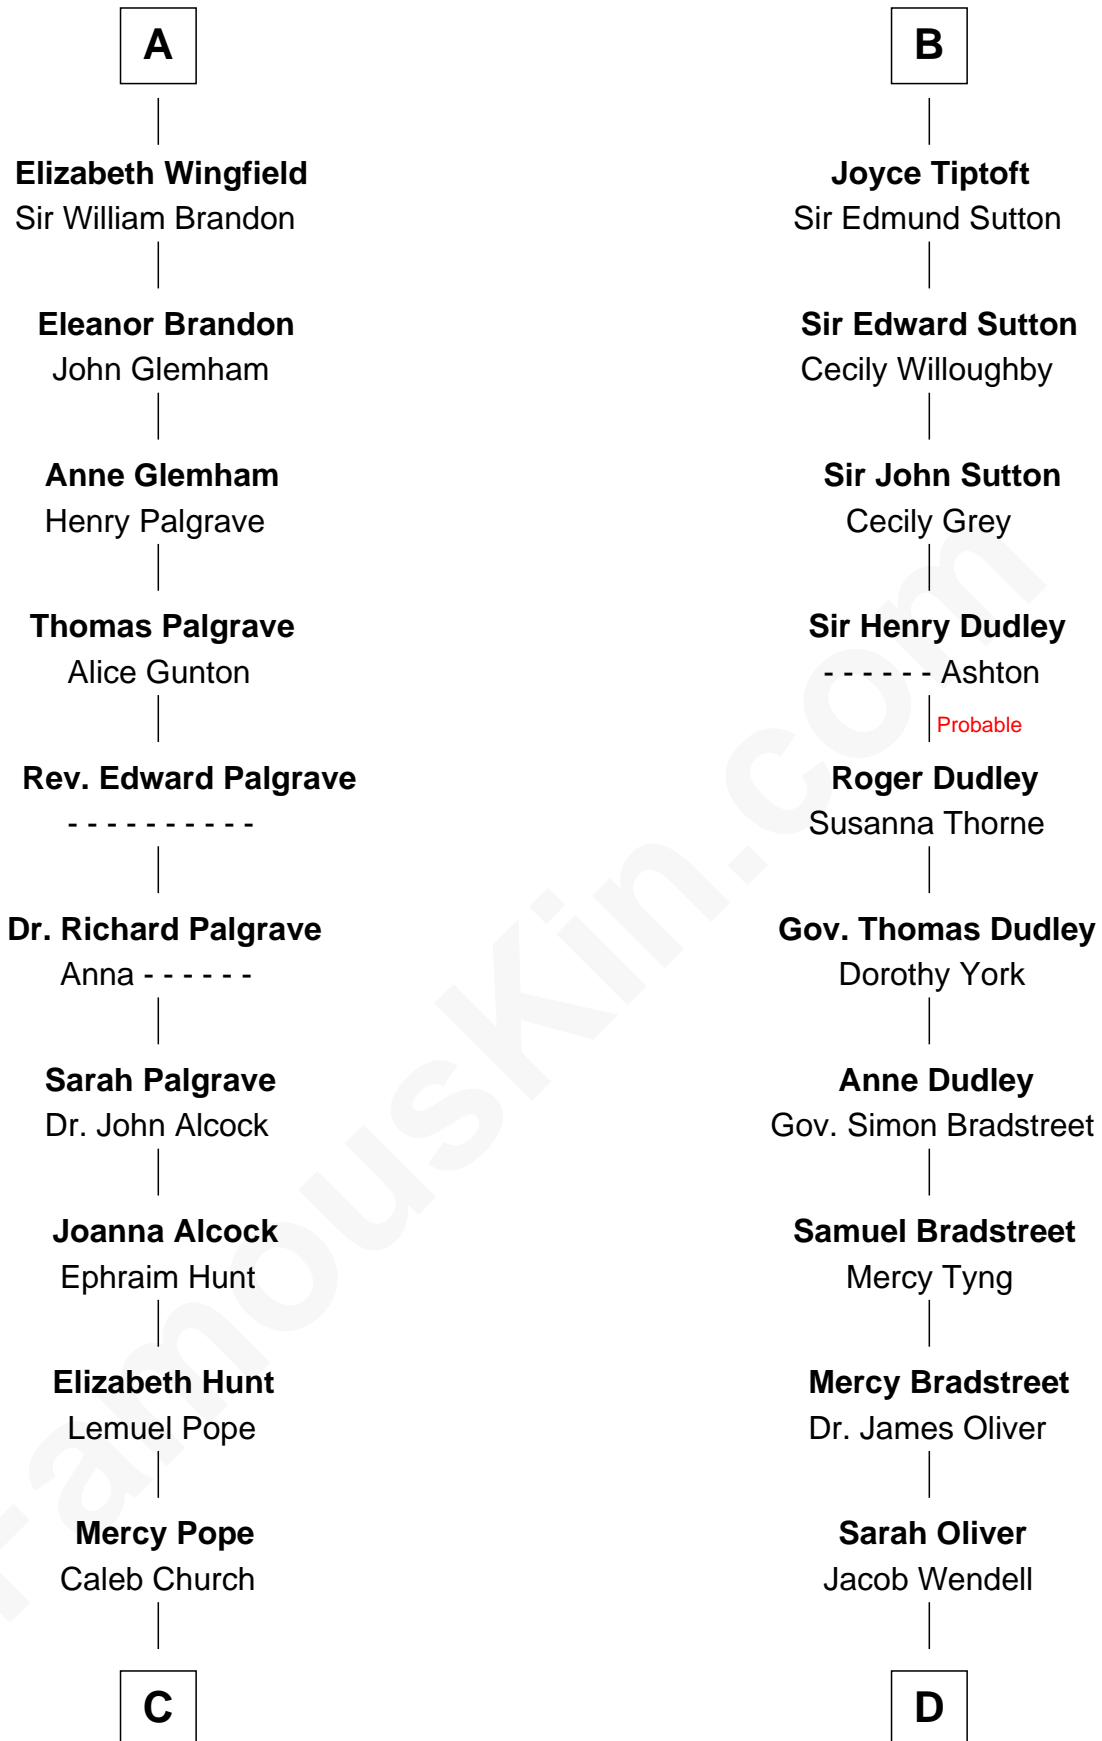 A
Elizabeth Wingfield
Sir William Brandon
Eleanor Brandon
John Glemham
Anne Glemham
Henry Palgrave
Thomas Palgrave
Alice Gunton
Rev. Edward Palgrave
- - - - - - - - - -
Dr. Richard Palgrave
Anna - - - - - -
Sarah Palgrave
Dr. John Alcock
Joanna Alcock
Ephraim Hunt
Elizabeth Hunt
Lemuel Pope
Mercy Pope
Caleb Church
C
B
Joyce Tiptoft
Sir Edmund Sutton
Sir Edward Sutton
Cecily Willoughby
Sir John Sutton
Cecily Grey
Sir Henry Dudley
- - - - - - Ashton
Probable
Roger Dudley
Susanna Thorne
Gov. Thomas Dudley
Dorothy York
Anne Dudley
Gov. Simon Bradstreet
Samuel Bradstreet
Mercy Tyng
Mercy Bradstreet
Dr. James Oliver
Sarah Oliver
Jacob Wendell
D
FamousKin.com